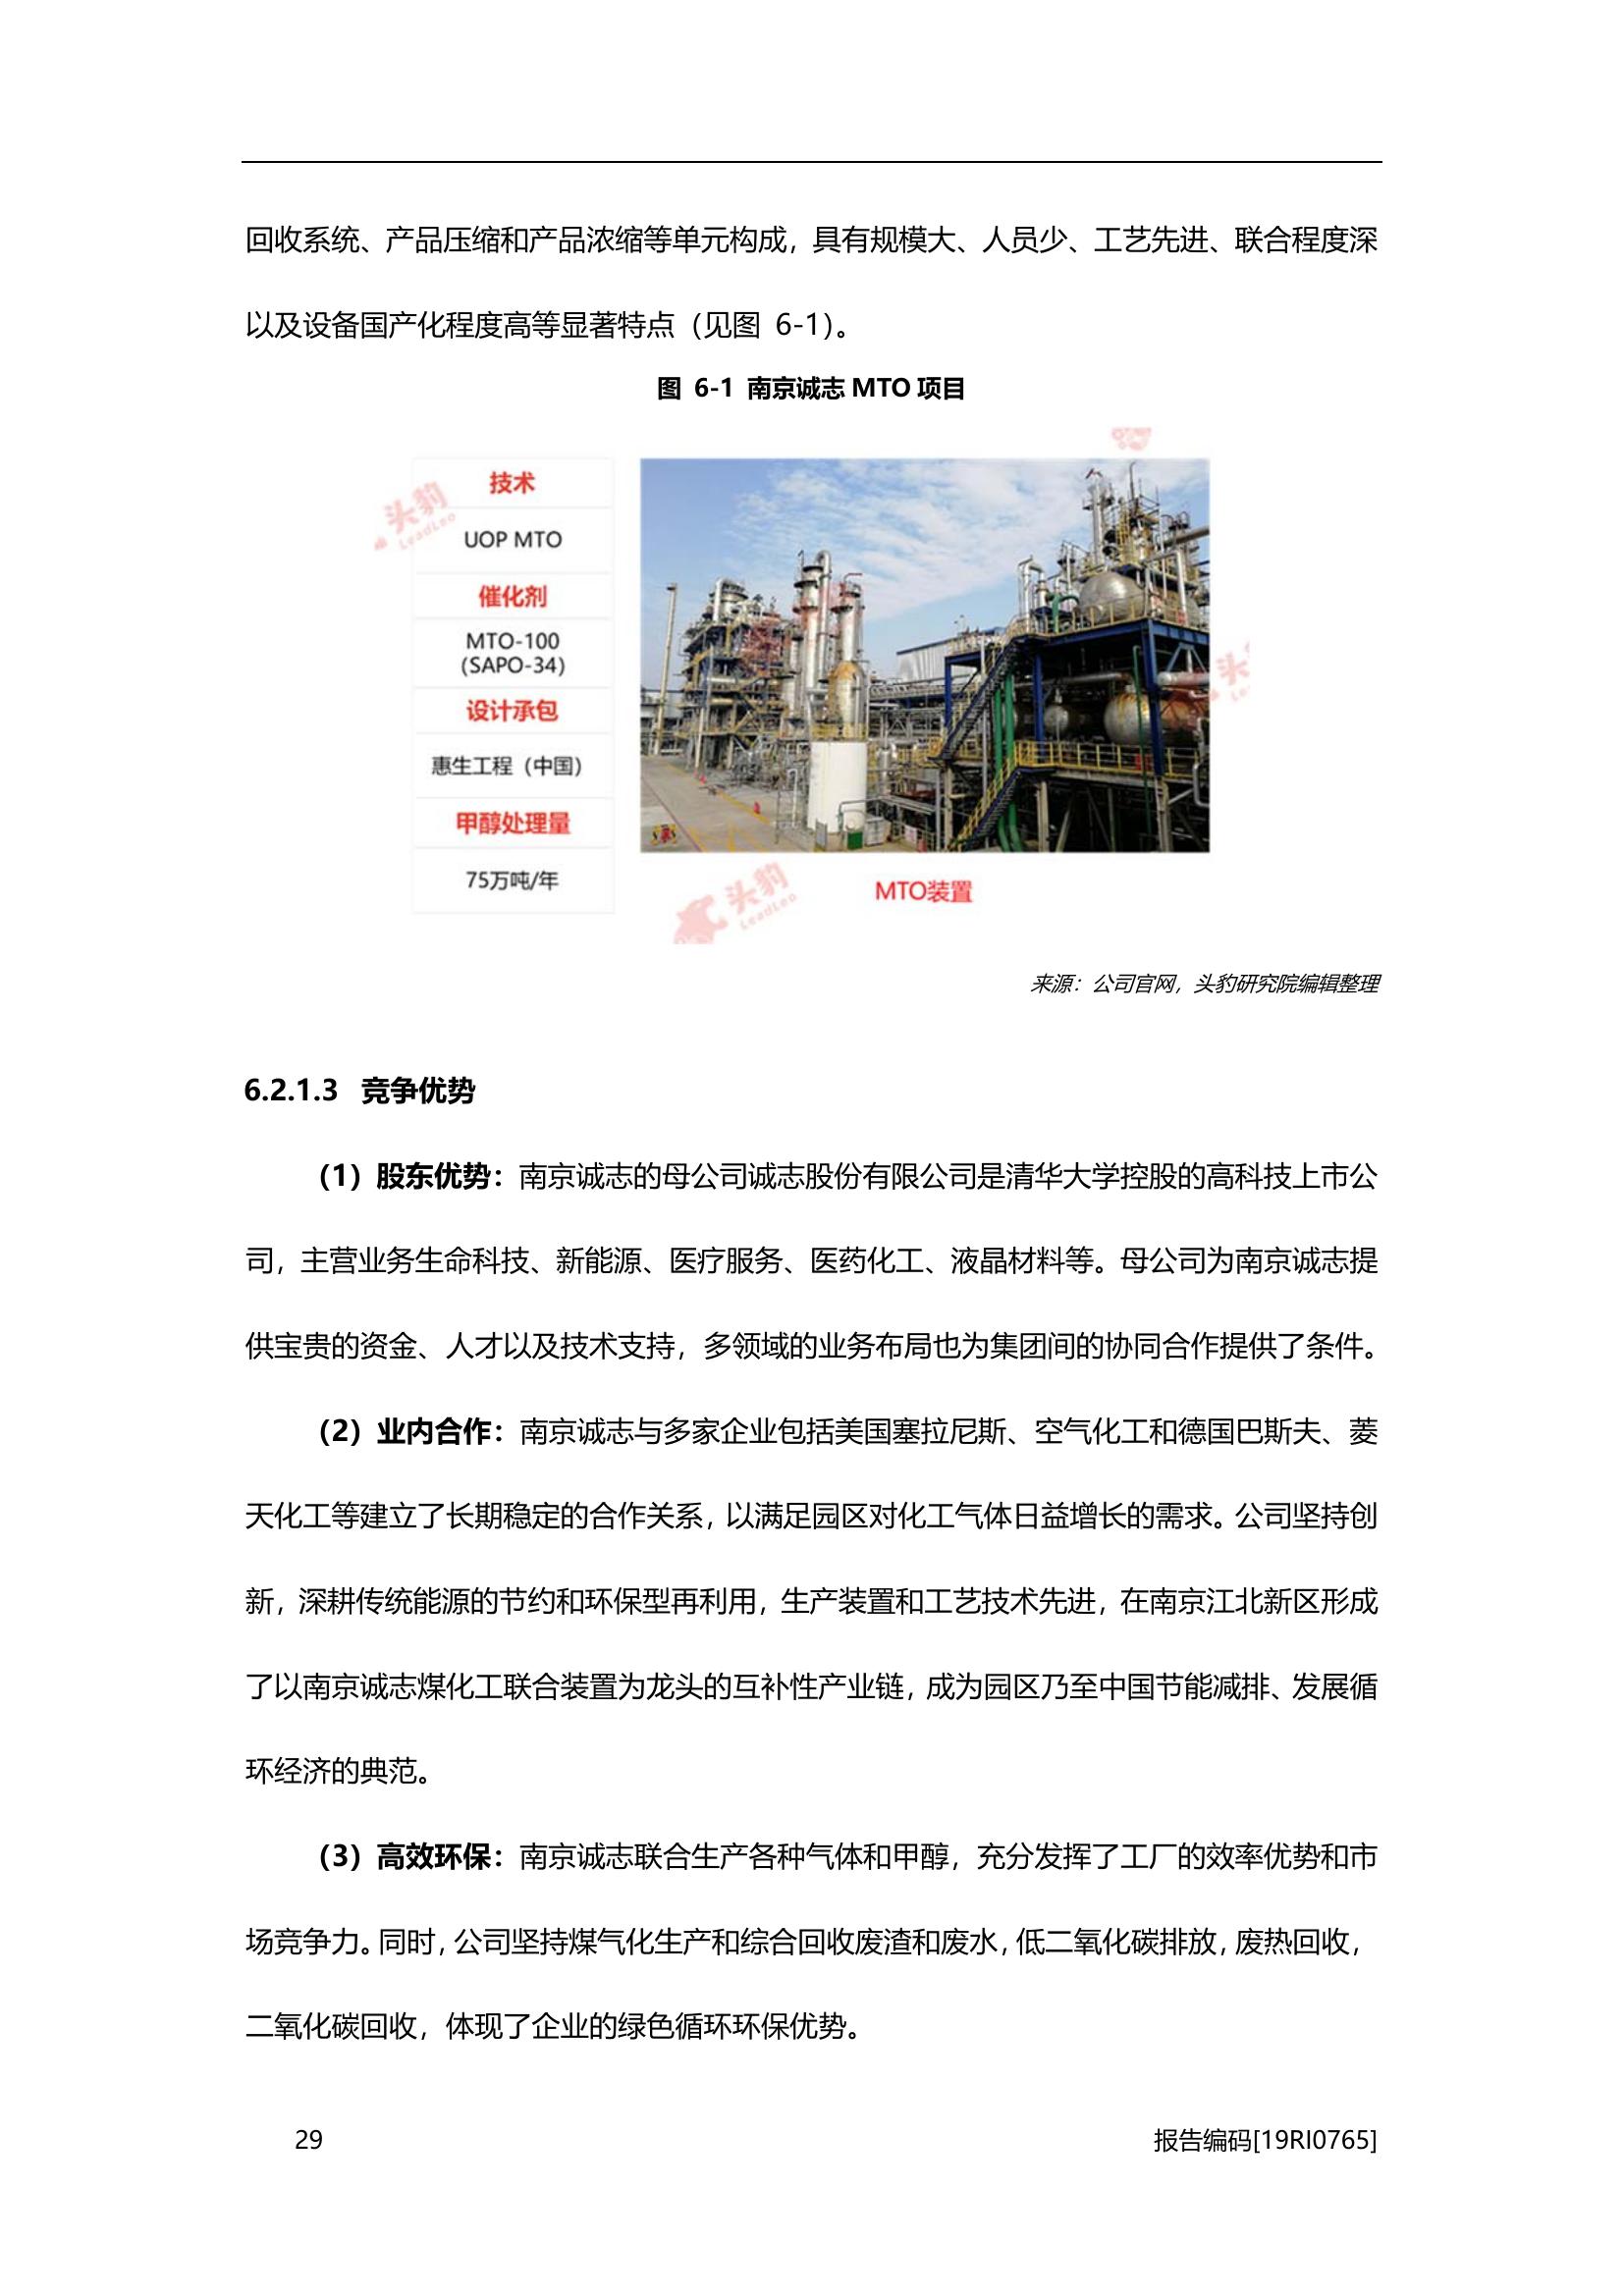 回收系统、产品压缩和产品浓缩等单元构成，具有规模大、人员少、工艺先进、联合程度深
以及设备国产化程度高等显著特点（见图 6-1）。
图 6-1 南京诚志 MTO 项目
技术
UOP MTO
催化剂
MTO-100
(SAPO-34)
设计承包
惠生工程（中国）
甲醇处理量
75万吨/年
头豹
LeadLeo
头豹
LeadLeo
头
MTO装置
来源：公司官网，头豹研究院编辑整理
6.2.1.3 竞争优势
（1）股东优势：南京诚志的母公司诚志股份有限公司是清华大学控股的高科技上市公
司，主营业务生命科技、新能源、医疗服务、医药化工、液晶材料等。母公司为南京诚志提
供宝贵的资金、人才以及技术支持，多领域的业务布局也为集团间的协同合作提供了条件。
（2）业内合作：南京诚志与多家企业包括美国塞拉尼斯、空气化工和德国巴斯夫、菱
天化工等建立了长期稳定的合作关系，以满足园区对化工气体日益增长的需求。公司坚持创
新，深耕传统能源的节约和环保型再利用，生产装置和工艺技术先进，在南京江北新区形成
了以南京诚志煤化工联合装置为龙头的互补性产业链，成为园区乃至中国节能减排、发展循
环经济的典范。
（3）高效环保：南京诚志联合生产各种气体和甲醇，充分发挥了工厂的效率优势和市
场竞争力。同时，公司坚持煤气化生产和综合回收废渣和废水，低二氧化碳排放，废热回收，
二氧化碳回收，体现了企业的绿色循环环保优势。
29
报告编码[19RI0765]